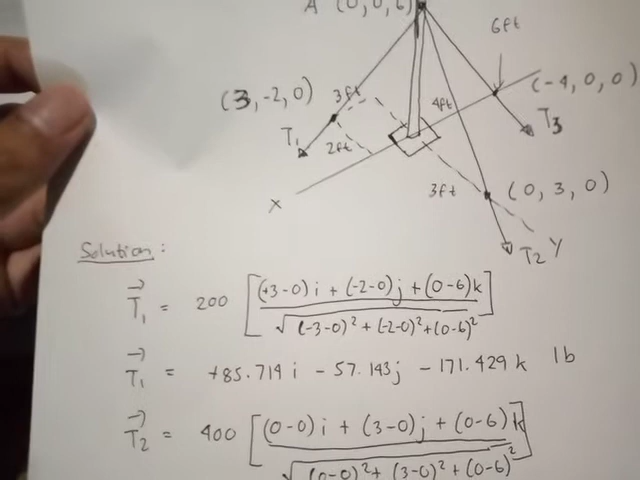 A (0,0,6)
6ft
(3,-2,0) 3ft (-4,0,0)
4ft T3
T1
2ft
3ft (0,3,0)
x
T2 Y
Solution:
T1 = 200 [ (+3-0)i + (-2-0)j + (0-6)k / √(-3-0)² + (-2-0)² + (0-6)² ]
T1 = +85.714 i - 57.143j - 171.429 k lb
T2 = 400 [ (0-0)i + (3-0)j + (0-6)k / √(0-0)² + (3-0)² + (0-6)² ]